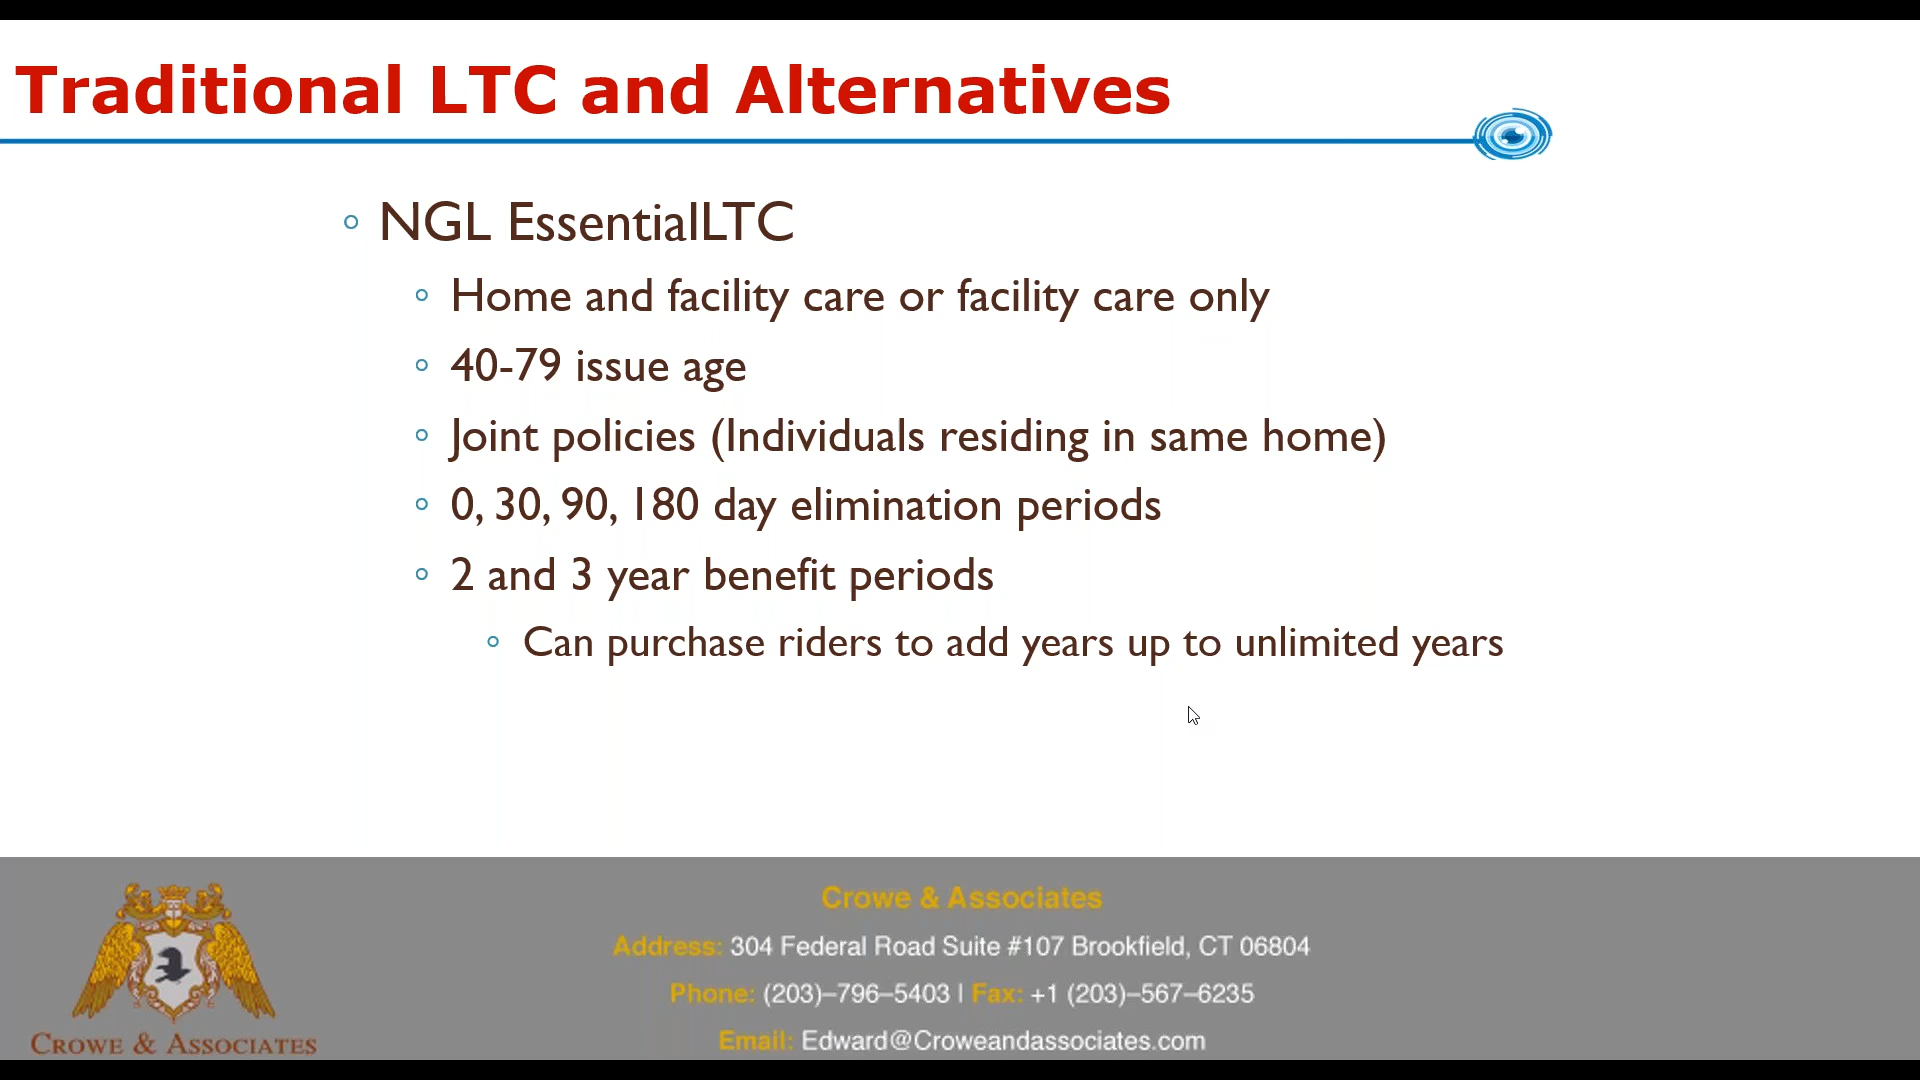 Traditional LTC and Alternatives
NGL EssentialLTC
Home and facility care or facility care only
40-79 issue age
Joint policies (Individuals residing in same home)
0, 30, 90, 180 day elimination periods
2 and 3 year benefit periods
Can purchase riders to add years up to unlimited years
Crowe & Associates
Address: 304 Federal Road Suite #107 Brookfield, CT 06804
Phone: (203)–796–5403 | Fax: +1 (203)–567–6235
Email: Edward@Croweandassociates.com
Crowe & Associates